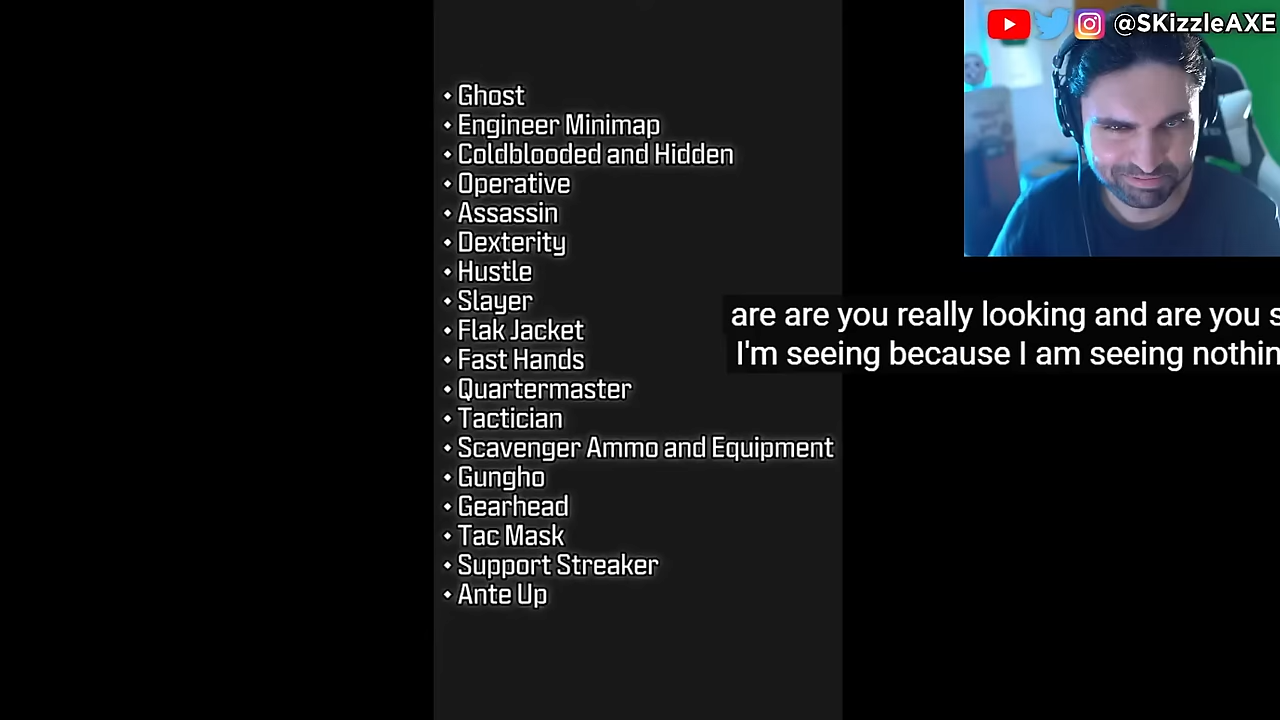 @SKizzleAXE
• Ghost
• Engineer Minimap
• Coldblooded and Hidden
• Operative
• Assassin
• Dexterity
• Hustle
• Slayer
• Flak Jacket
• Fast Hands
• Quartermaster
• Tactician
• Scavenger Ammo and Equipment
• Gungho
• Gearhead
• Tac Mask
• Support Streaker
• Ante Up
are are you really looking and are you s
I'm seeing because I am seeing nothin